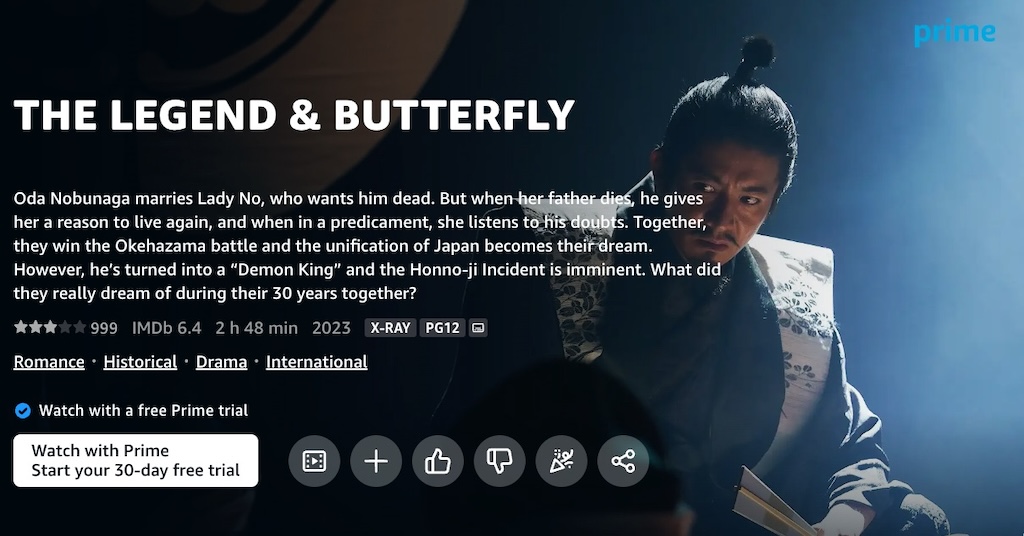 prime
THE LEGEND & BUTTERFLY
Oda Nobunaga marries Lady No, who wants him dead. But when her father dies, he gives
her a reason to live again, and when in a predicament, she listens to his doubts. Together,
they win the Okehazama battle and the unification of Japan becomes their dream.
However, he’s turned into a “Demon King” and the Honno-ji Incident is imminent. What did
they really dream of during their 30 years together?
999 IMDb 6.4 2 h 48 min 2023 X-RAY PG12
Romance · Historical · Drama · International
Watch with a free Prime trial
Watch with Prime
Start your 30-day free trial